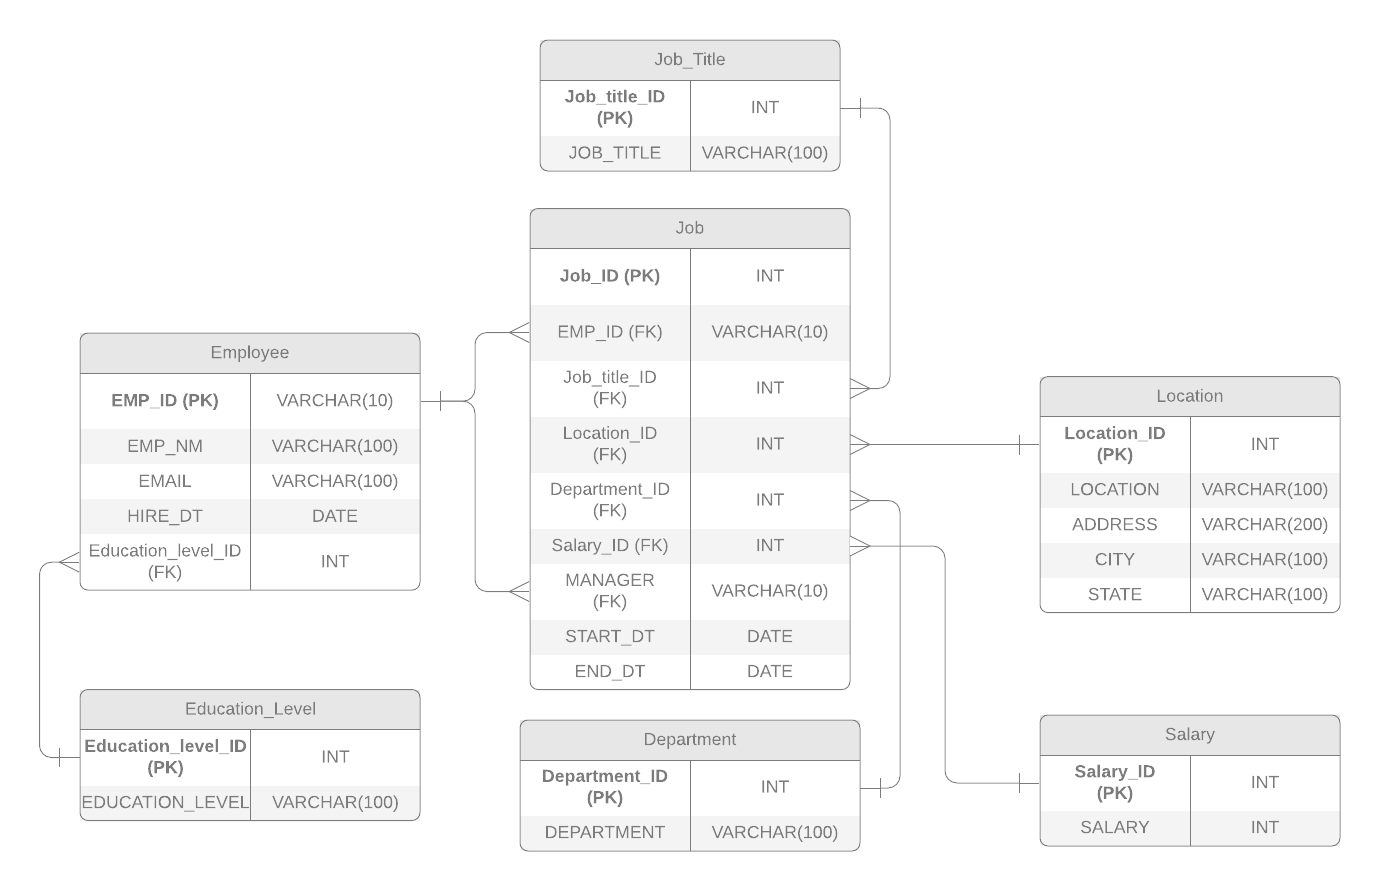 Job_Title
Job_title_ID
(PK)
INT
JOB_TITLE
VARCHAR(100)
Job
Job_ID (PK)
INT
EMP_ID (FK)
VARCHAR(10)
Job_title_ID
(FK)
INT
Location_ID
(FK)
INT
Department_ID
(FK)
INT
Salary_ID (FK)
INT
MANAGER
(FK)
VARCHAR(10)
START_DT
DATE
END_DT
DATE
Employee
EMP_ID (PK)
VARCHAR(10)
EMP_NM
VARCHAR(100)
EMAIL
VARCHAR(100)
HIRE_DT
DATE
Education_level_ID
(FK)
INT
Location
Location_ID
(PK)
INT
LOCATION
VARCHAR(100)
ADDRESS
VARCHAR(200)
CITY
VARCHAR(100)
STATE
VARCHAR(100)
Education_Level
Education_level_ID
(PK)
INT
EDUCATION_LEVEL
VARCHAR(100)
Department
Department_ID
(PK)
INT
DEPARTMENT
VARCHAR(100)
Salary
Salary_ID
(PK)
INT
SALARY
INT